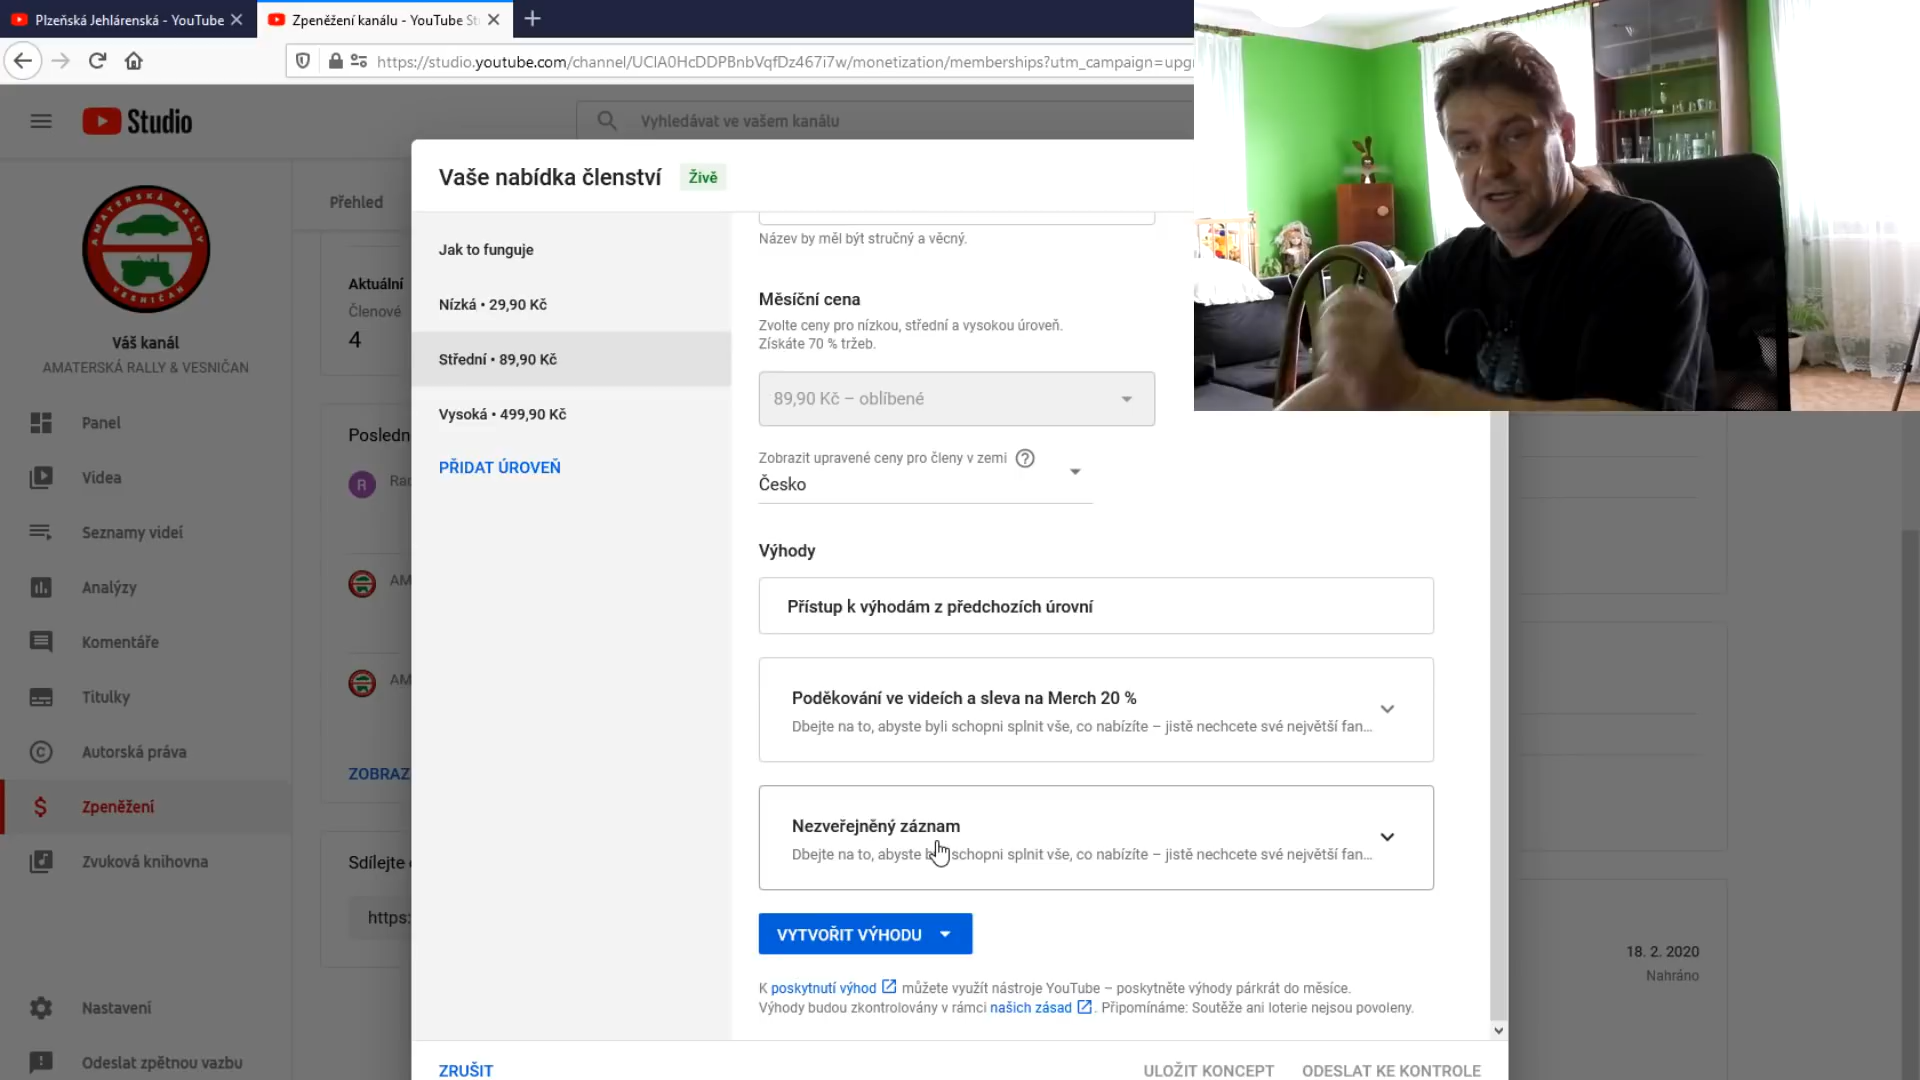 Plzeňská Jehlárenská - YouTube
Zpeněžení kanálu - YouTube St
https://studio.youtube.com/channel/UCIA0HcDDPBnbVqfDz467i7w/monetization/memberships?utm_campaign=upgr
Studio
Vyhledávat ve vašem kanálu
Vaše nabídka členství
Živě
AMATERSKÁ RALLY
VESNIČAN
Váš kanál
AMATERSKÁ RALLY & VESNIČAN
Panel
Videa
Seznamy videí
Analýzy
Komentáře
Titulky
Autorská práva
Zpeněžení
Zvuková knihovna
Nastavení
Odeslat zpětnou vazbu
Přehled
Aktuální
Členové
4
Posledn
R
Rad
AM
AM
ZOBRAZ
Sdílejte
https:
Jak to funguje
Nízká • 29,90 Kč
Střední • 89,90 Kč
Vysoká • 499,90 Kč
PŘIDAT ÚROVEŇ
Název by měl být stručný a věcný.
Měsíční cena
Zvolte ceny pro nízkou, střední a vysokou úroveň.
Získáte 70 % tržeb.
89,90 Kč – oblíbené
Zobrazit upravené ceny pro členy v zemi
Česko
Výhody
Přístup k výhodám z předchozích úrovní
Poděkování ve videích a sleva na Merch 20 %
Dbejte na to, abyste byli schopni splnit vše, co nabízíte – jistě nechcete své největší fan...
Nezveřejněný záznam
Dbejte na to, abyste schopni splnit vše, co nabízíte – jistě nechcete své největší fan...
VYTVOŘIT VÝHODU
K poskytnutí výhod můžete využít nástroje YouTube – poskytněte výhody párkrát do měsíce.
Výhody budou zkontrolovány v rámci našich zásad. Připomínáme: Soutěže ani loterie nejsou povoleny.
18. 2. 2020
Nahráno
ZRUŠIT
ULOŽIT KONCEPT
ODESLAT KE KONTROLE